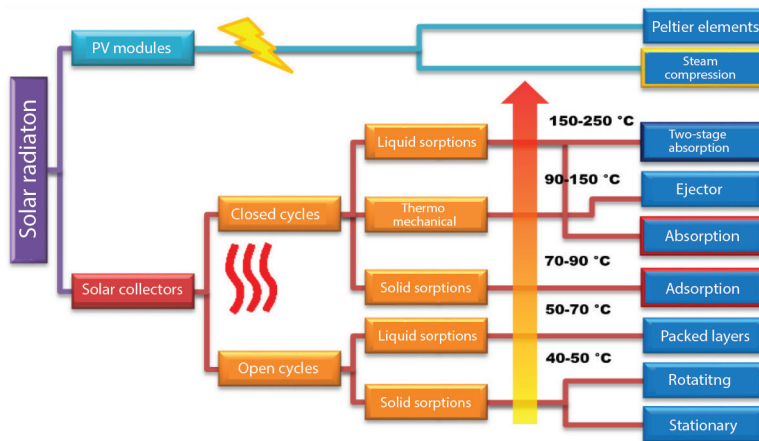 Solar radiaton
PV modules
Peltier elements
Steam
compression
150-250 °C
Liquid sorptions
Two-stage
absorption
90-150 °C
Ejector
Closed cycles
Thermo
mechanical
Absorption
70-90 °C
Solar collectors
Solid sorptions
Adsorption
50-70 °C
Liquid sorptions
Packed layers
40-50 °C
Open cycles
Rotatitng
Solid sorptions
Stationary